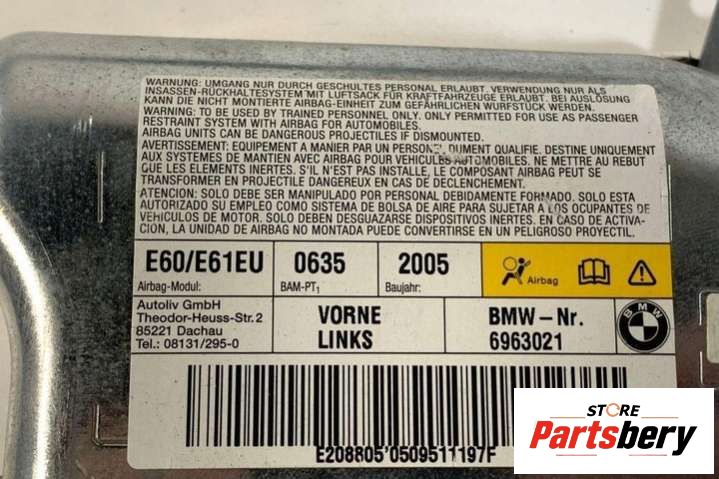 WARNUNG: UMGANG NUR DURCH GESCHULTES PERSONAL ERLAUBT. VERWENDUNG NUR ALS
INSASSEN-RÜCKHALTESYSTEM MIT LUFTSACK FÜR KRAFTFAHRZEUGE ERLAUBT. BEI AUSLÖSUNG
KANN DIE NICHT MONTIERTE AIRBAG-EINHEIT ZUM GEFÄHRLICHEN WURFSTÜCK WERDEN.
WARNING: TO BE USED BY TRAINED PERSONNEL ONLY. ONLY PERMITTED FOR USE AS PASSENGER
RESTRAINT SYSTEM WITH AIRBAG FOR AUTOMOBILES.
AIRBAG UNITS CAN BE DANGEROUS PROJECTILES IF DISMOUNTED.
AVERTISSEMENT: EQUIPEMENT A MANIER PAR UN PERSONEL DUMENT QUALIFIE. DESTINE UNIQUEMENT
AUX SYSTEMES DE MANTIEN AVEC AIRBAG POUR VEHICULES AUTOMOBILES. NE METTRE AU REBUT
QUE LES ELEMENTS INERTES. S'IL N'EST PAS INSTALLE, LE COMPOSANT AIRBAG PEUT SE
TRANSFORMER EN PROJECTILE DANGEREUX EN CAS DE DECLENCHEMENT.
ATENCION: SOLO DEBE SER MANIPULADO POR PERSONAL DEBIDAMENTE FORMADO. SOLO ESTA
AUTORIZADO SU EMPLEO COMO SISTEMA DE BOLSA DE AIRE PARA SUJETAR A LOS OCUPANTES DE
VEHICULOS DE MOTOR. SOLO DEBEN DESGUAZARSE DISPOSITIVOS INERTES. EN CASO DE ACTIVA-
CION, LA UNIDAD DE AIRBAG NO MONTADA PUEDE CONVERTIRSE EN UN PELIGROSO PROYECTIL.
E60/E61EU 0635 2005 Airbag
Airbag-Modul: BAM-PT1 Baujahr:
Autoliv GmbH
Theodor-Heuss-Str.2
85221 Dachau
Tel.: 08131/295-0
VORNE
LINKS
BMW-Nr.
6963021
BMW
E208805'0509511197F
STORE
Partsbery